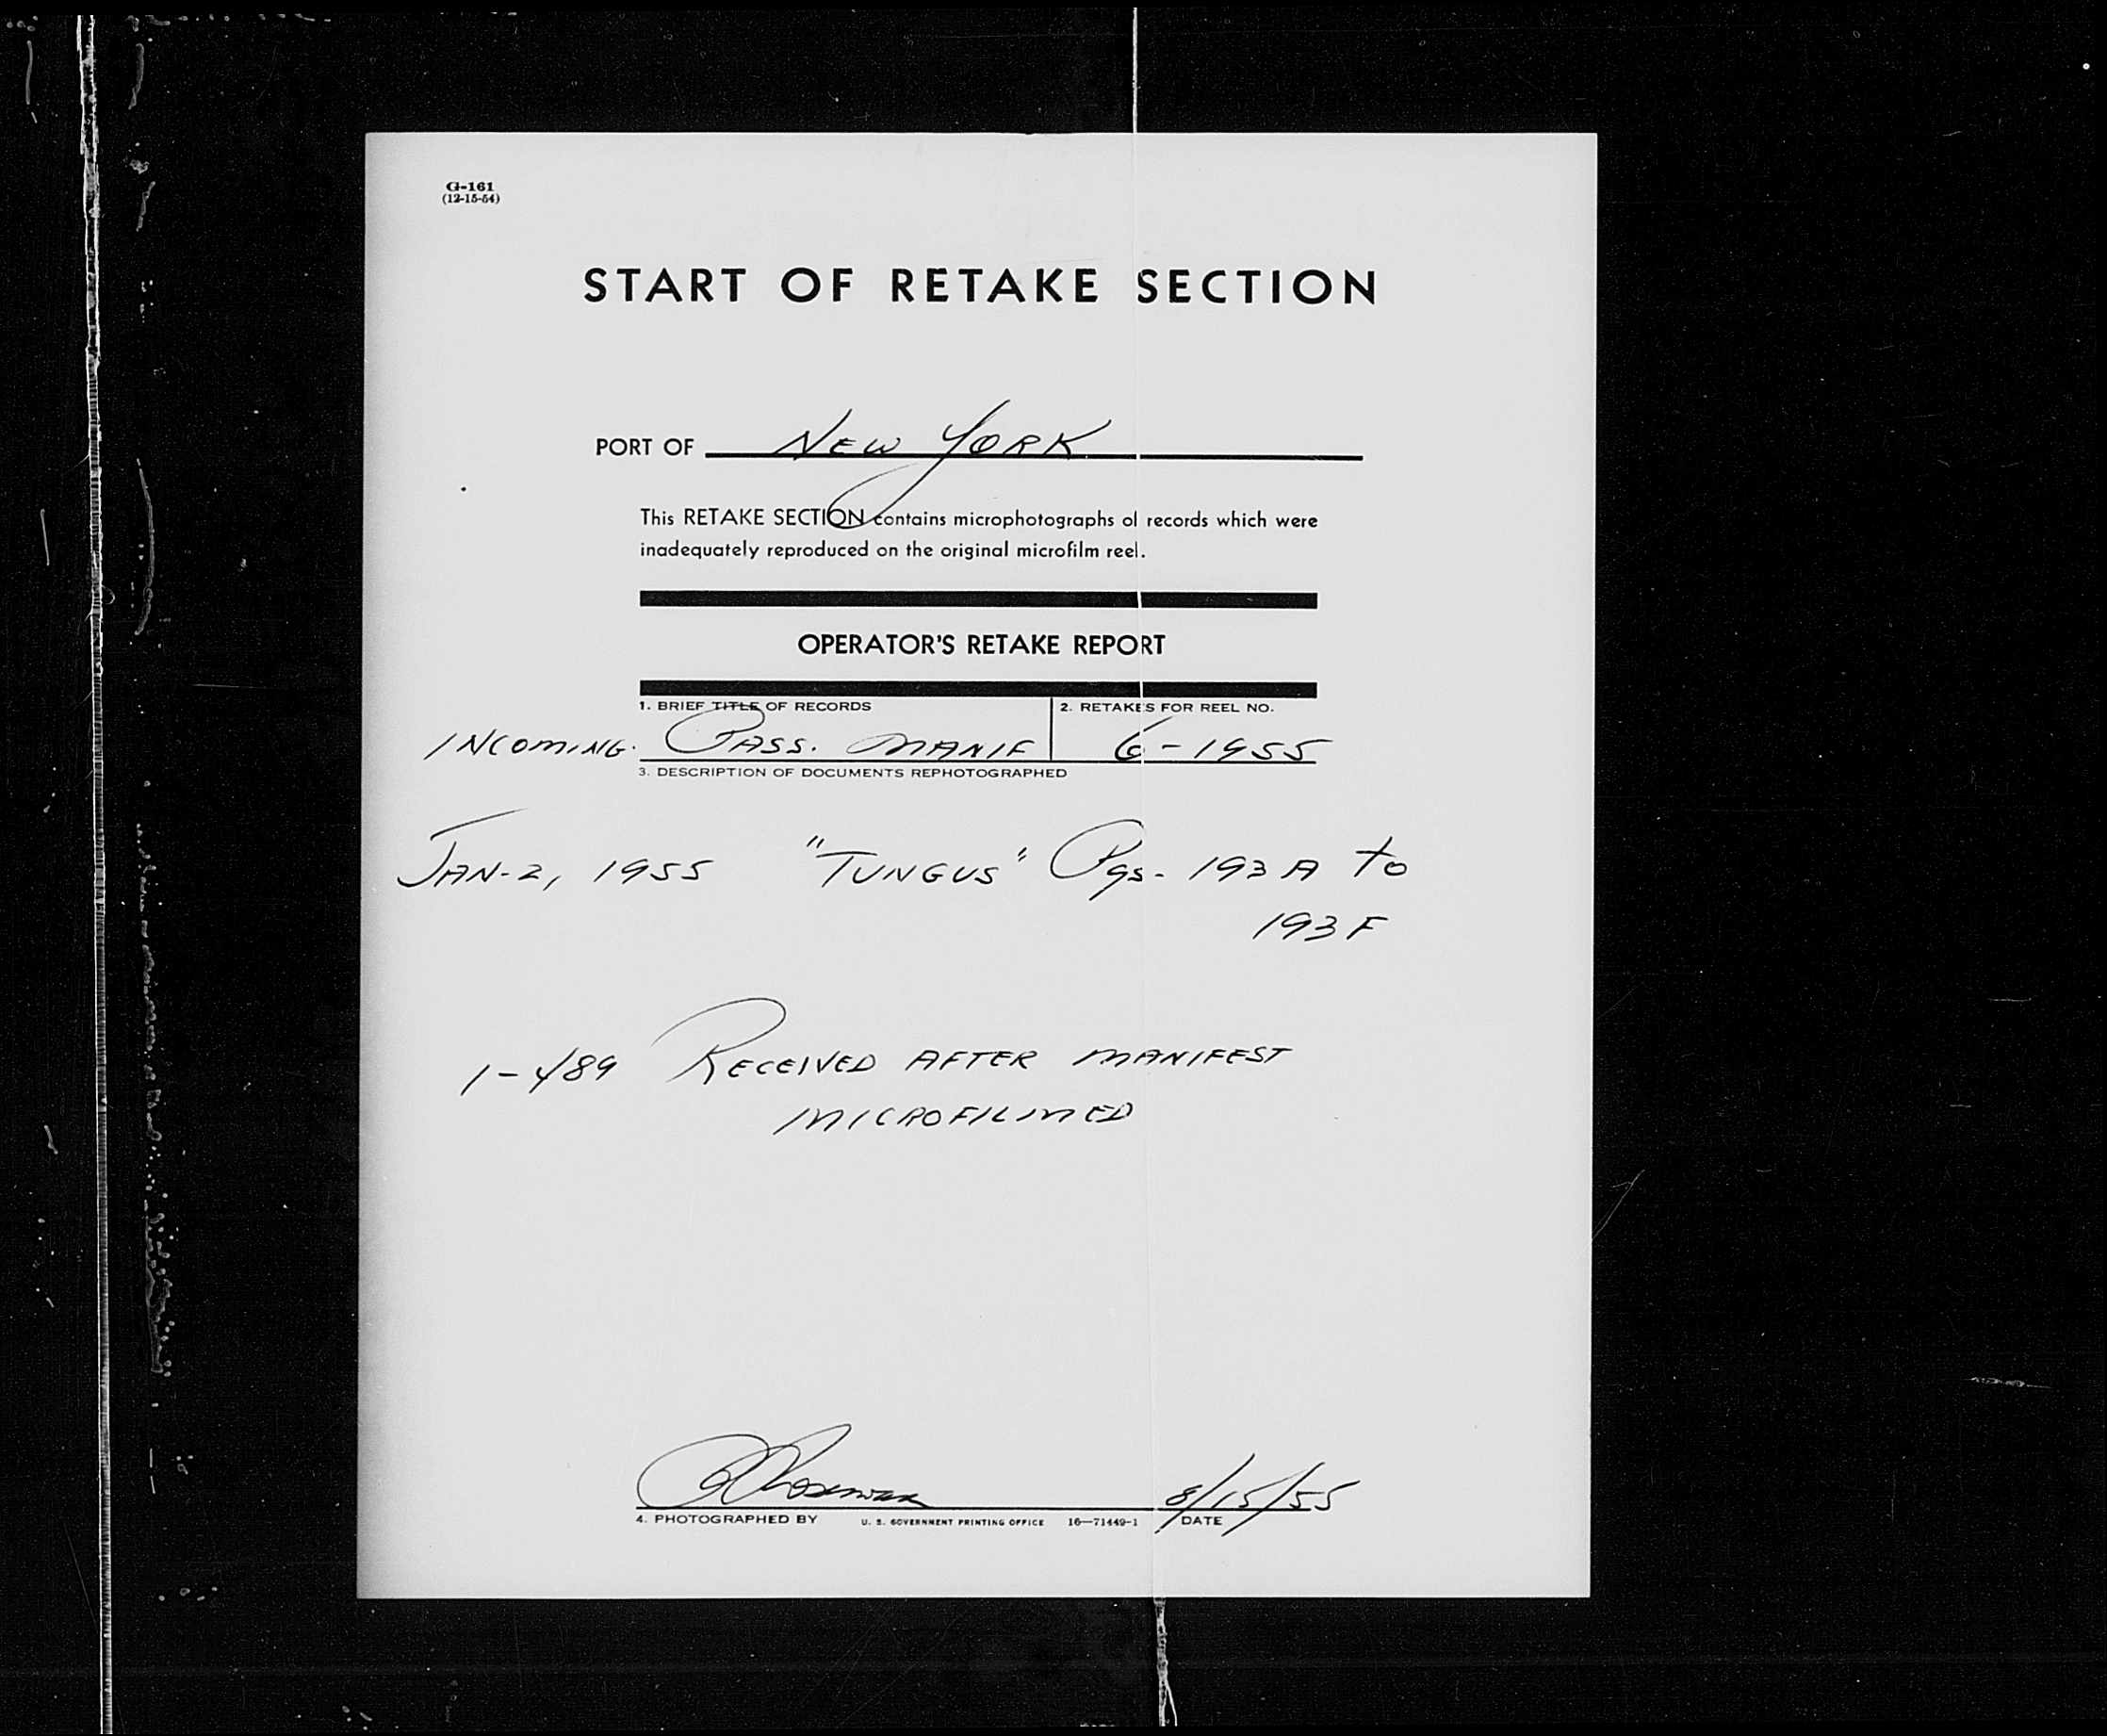 G-161
(12-15-54)
START OF RETAKE SECTION
PORT OF NEW YORK
This RETAKE SECTION contains microphotographs of records which were
inadequately reproduced on the original microfilm reel.
OPERATOR'S RETAKE REPORT
1. BRIEF TITLE OF RECORDS 2. RETAKES FOR REEL NO.
INCOMING. PASS. MANIF 6-1955
3. DESCRIPTION OF DOCUMENTS REPHOTOGRAPHED
JAN-2, 1955 "TUNGUS" Pgs- 193A to
193F
1-489 RECEIVED AFTER MANIFEST
MICROFILMED
8/15/55
4. PHOTOGRAPHED BY U. S. GOVERNMENT PRINTING OFFICE 16—71449-1 DATE